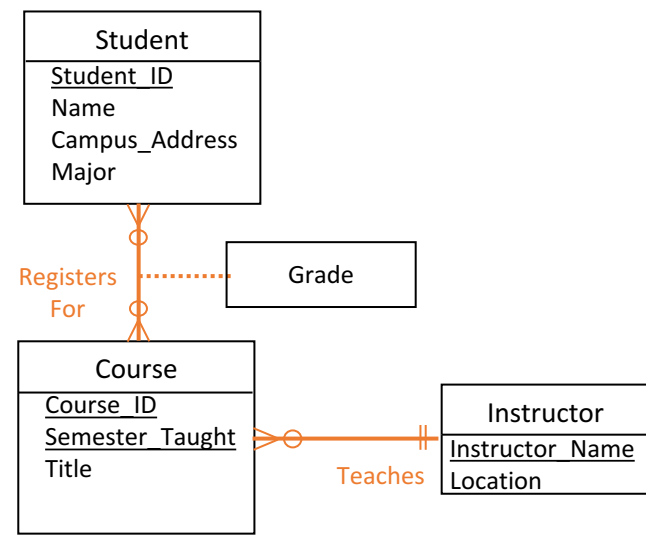 Student
Student_ID
Name
Campus_Address
Major
Registers
For
Grade
Course
Course_ID
Semester_Taught
Title
Teaches
Instructor
Instructor_Name
Location